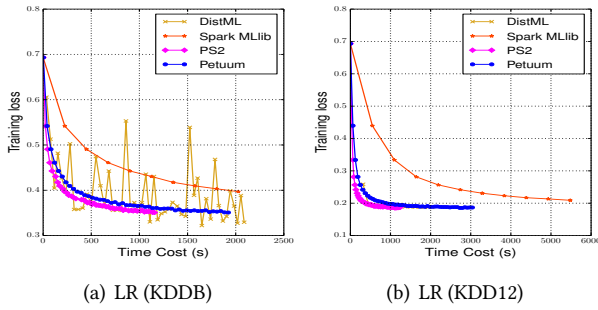 DistML
Spark MLlib
PS2
Petuum
0.8
0.7
0.6
0.5
0.4
0.3
Training loss
0 500 1000 1500 2000 2500
Time Cost (s)
(a) LR (KDDB)
DistML
Spark MLlib
PS2
Petuum
0.8
0.7
0.6
0.5
0.4
0.3
0.2
0.1
Training loss
0 1000 2000 3000 4000 5000 6000
Time Cost (s)
(b) LR (KDD12)